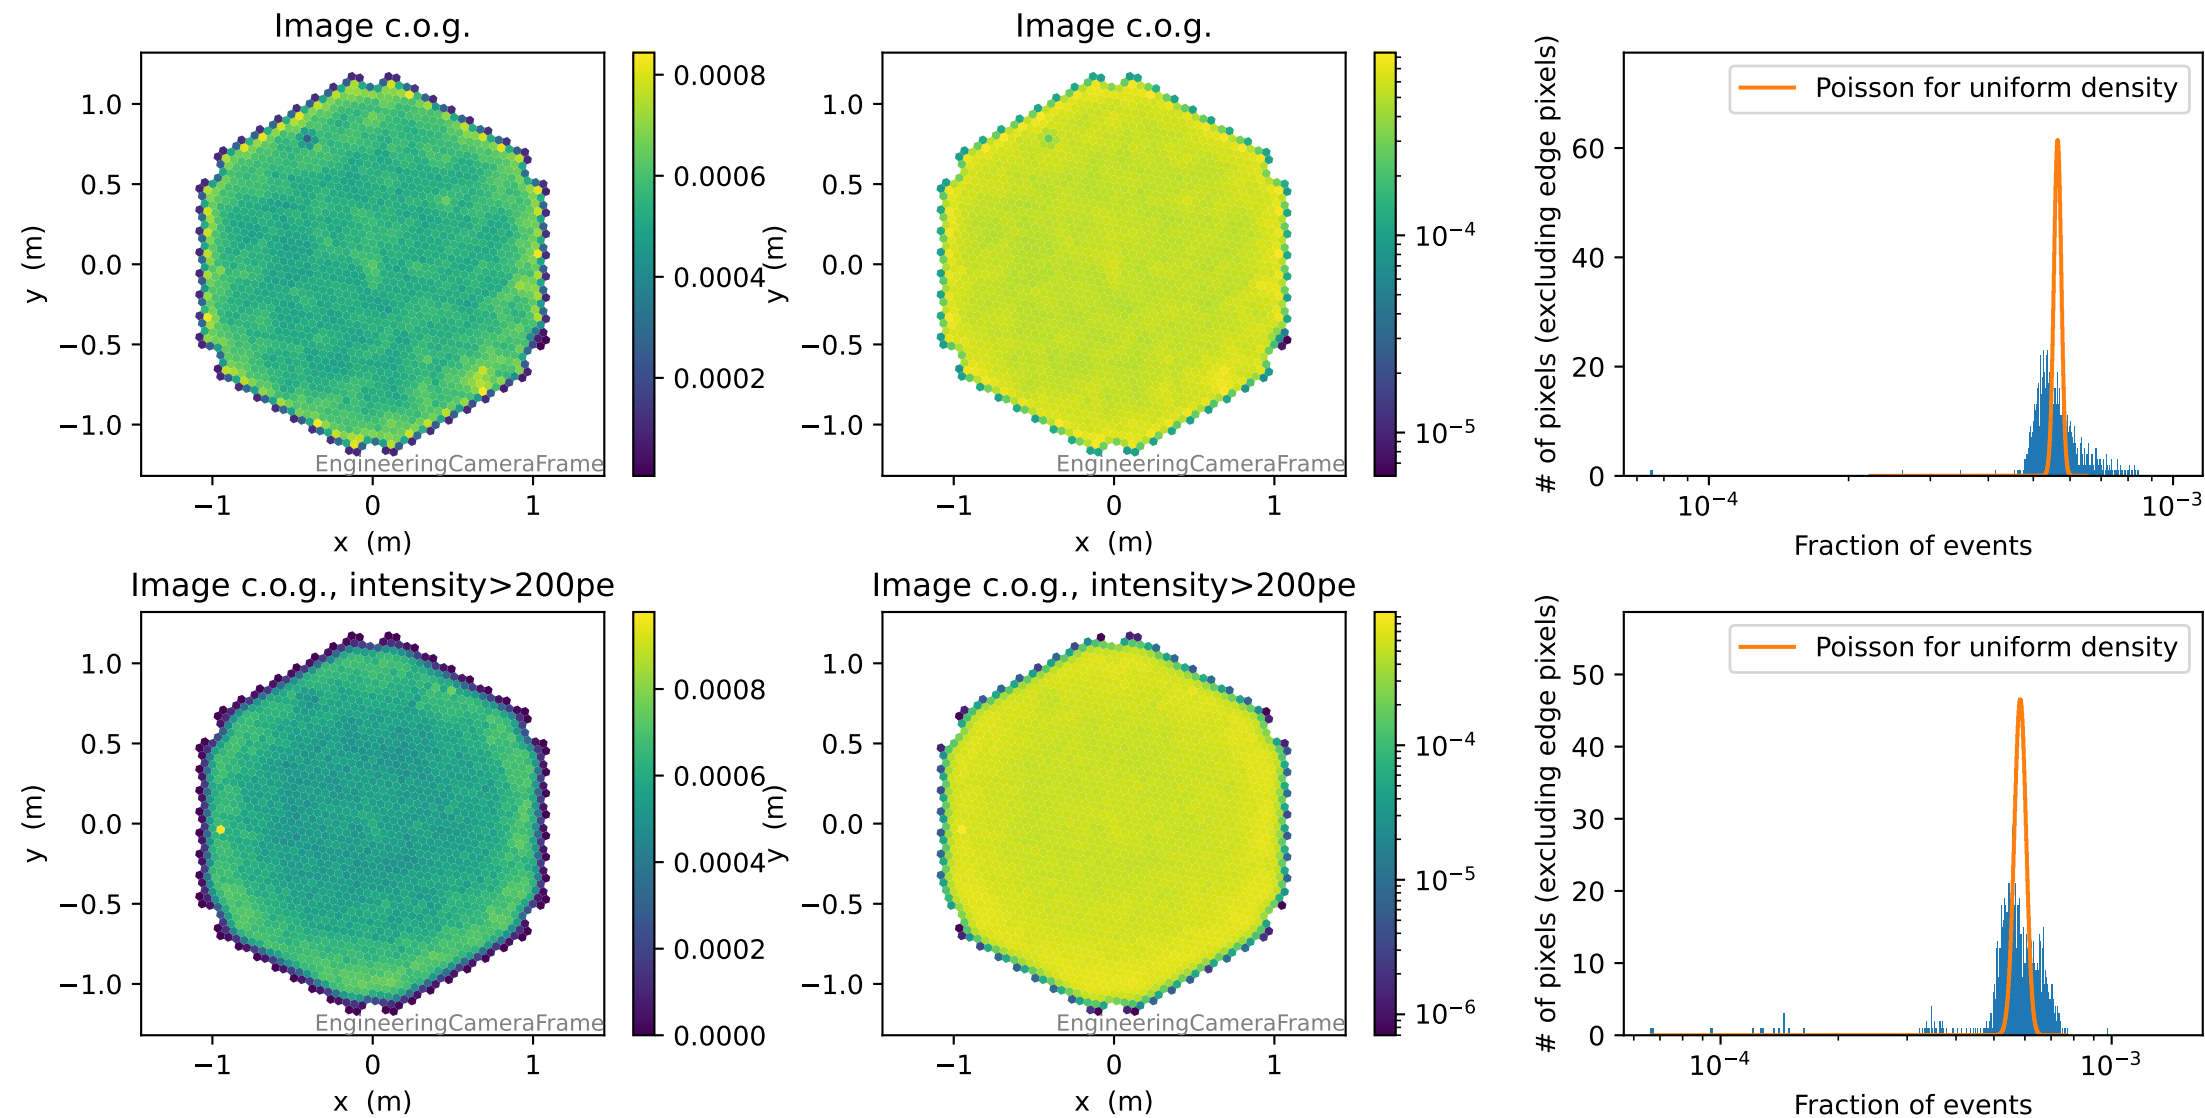 Image c.o.g.
y (m)
1.0
0.5
0.0
−0.5
−1.0
EngineeringCameraFrame
−1 0 1
x (m)
0.0008
0.0006
0.0004
0.0002
Image c.o.g.
y (m)
1.0
0.5
0.0
−0.5
−1.0
EngineeringCameraFrame
−1 0 1
x (m)
10⁻⁴
10⁻⁵
# of pixels (excluding edge pixels)
60
40
20
0
Poisson for uniform density
10⁻⁴ 10⁻³
Fraction of events
Image c.o.g., intensity>200pe
y (m)
1.0
0.5
0.0
−0.5
−1.0
EngineeringCameraFrame
−1 0 1
x (m)
0.0008
0.0006
0.0004
0.0002
0.0000
Image c.o.g., intensity>200pe
y (m)
1.0
0.5
0.0
−0.5
−1.0
EngineeringCameraFrame
−1 0 1
x (m)
10⁻⁴
10⁻⁵
10⁻⁶
# of pixels (excluding edge pixels)
50
40
30
20
10
0
Poisson for uniform density
10⁻⁴ 10⁻³
Fraction of events